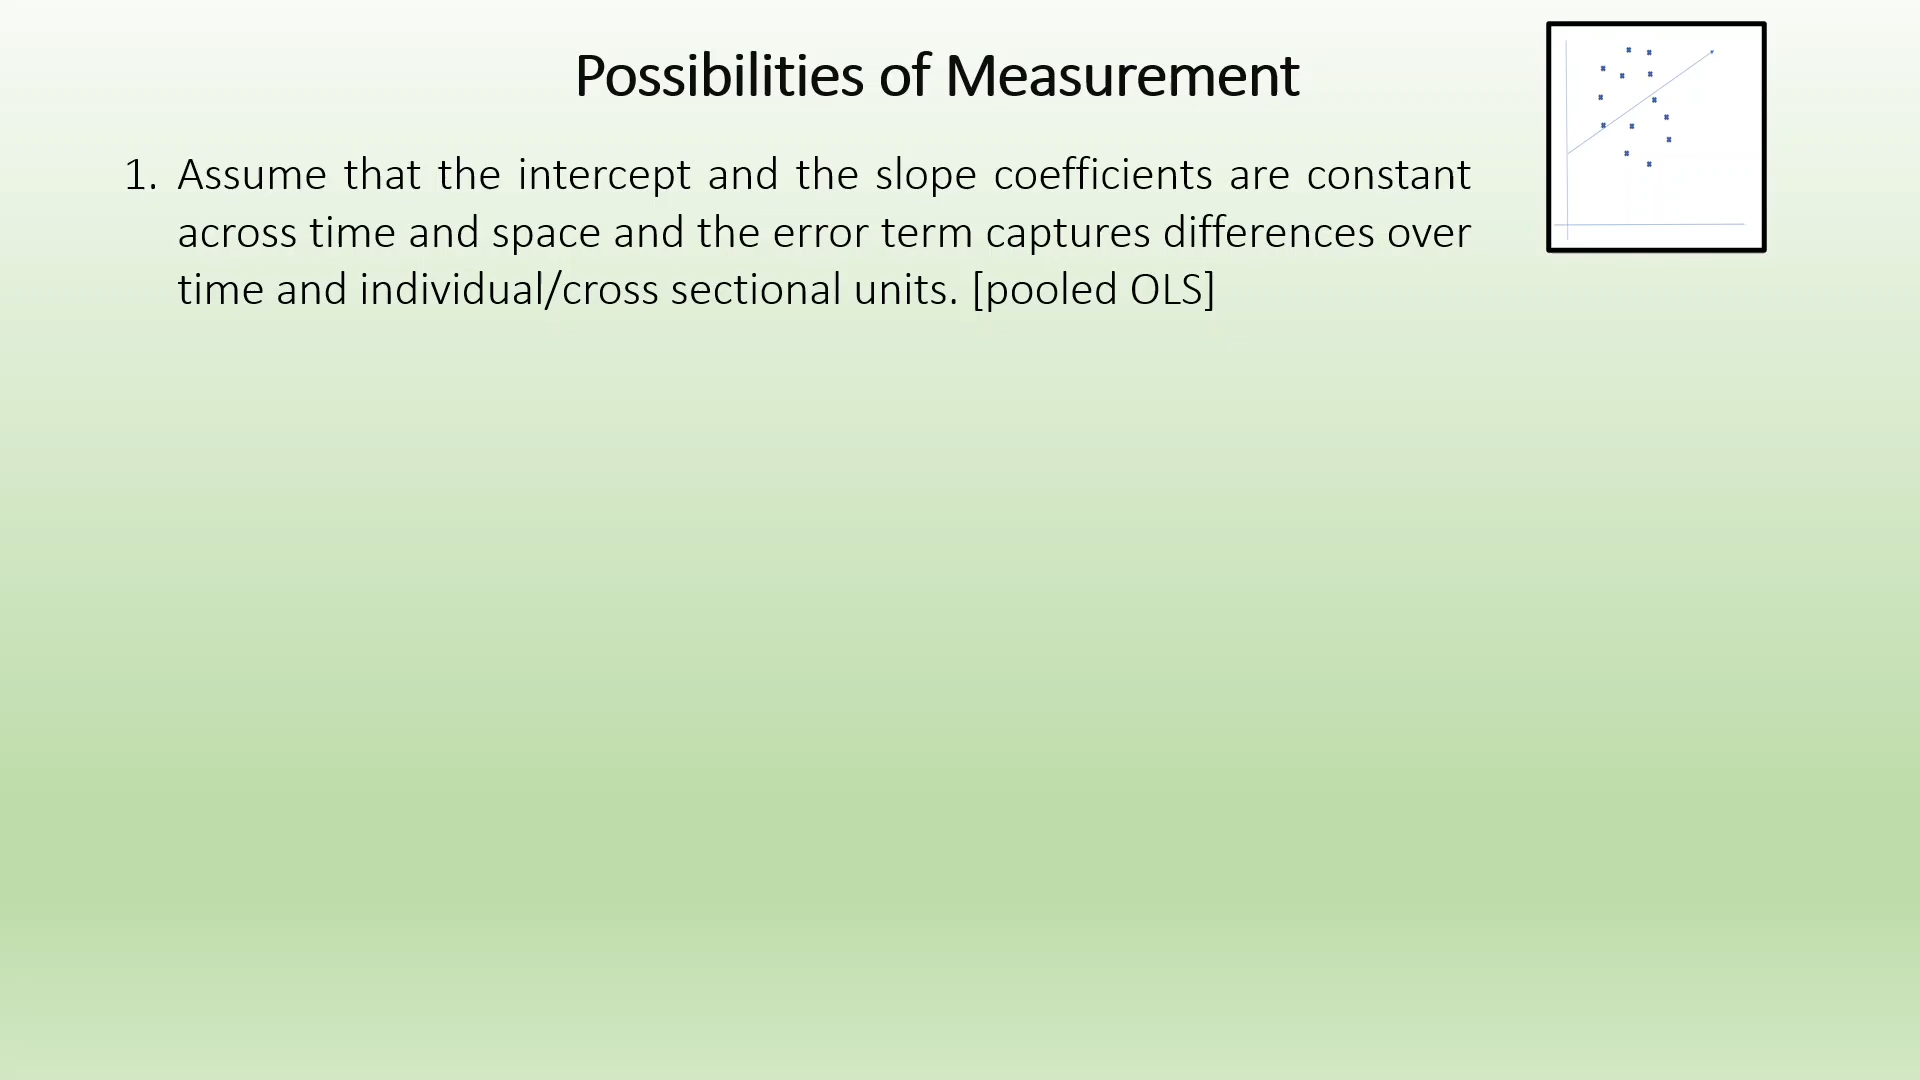 Possibilities of Measurement
1. Assume that the intercept and the slope coefficients are constant
across time and space and the error term captures differences over
time and individual/cross sectional units. [pooled OLS]